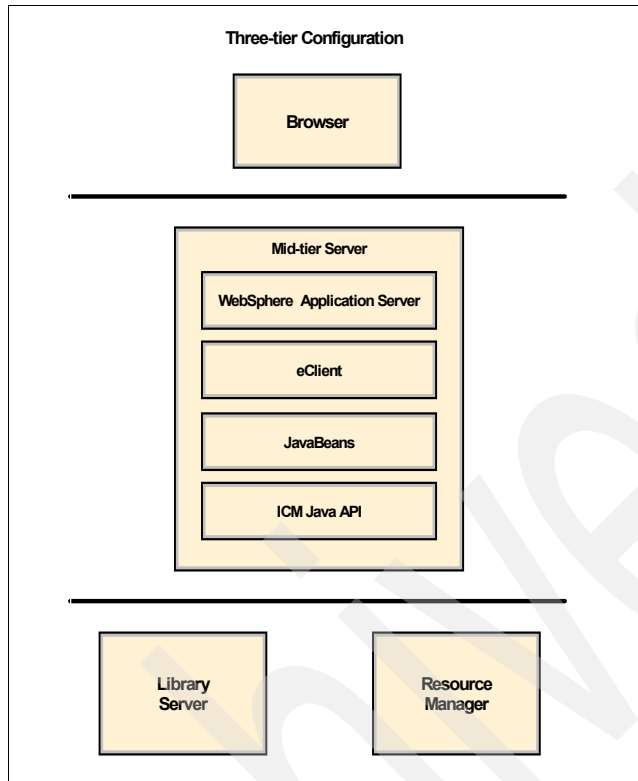 Three-tier Configuration
Browser
Mid-tier Server
WebSphere Application Server
eClient
JavaBeans
ICM Java API
Library
Server
Resource
Manager